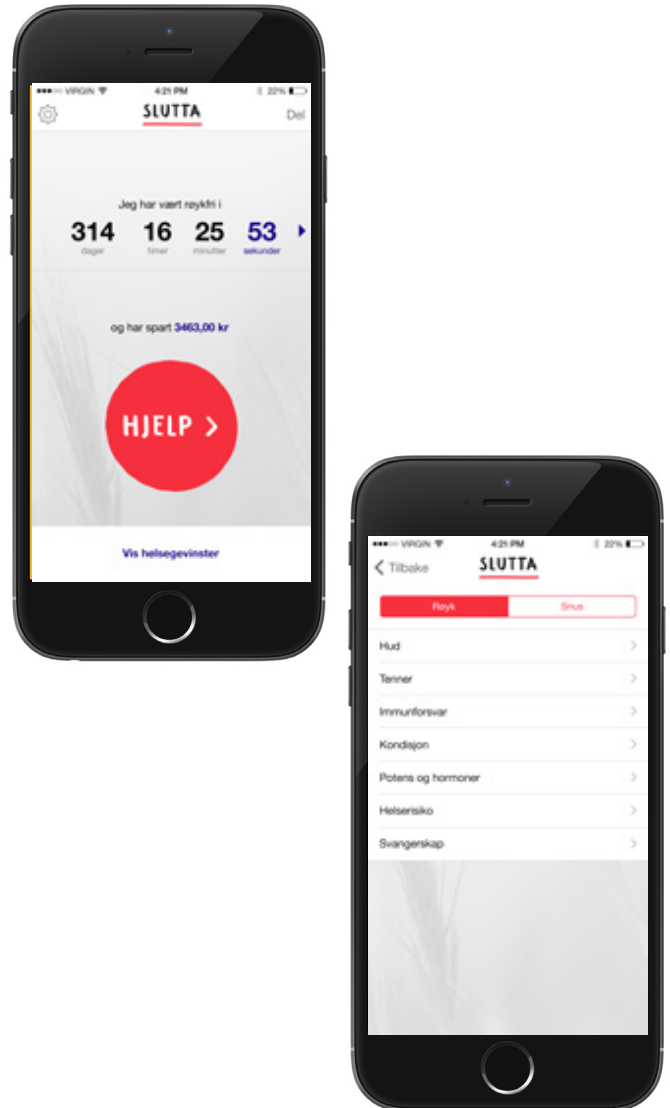 VIRGIN 4:21 PM 22%
SLUTTA Del
Jeg har vært røykfri i
314 16 25 53
dager timer minutter sekunder
og har spart 3463,00 kr
HJELP >
Vis helsegevinster
VIRGIN 4:21 PM 22%
Tilbake SLUTTA
Røyk Snus
Hud
Tenner
Immunforsvar
Kondisjon
Potens og hormoner
Helserisiko
Svangerskap